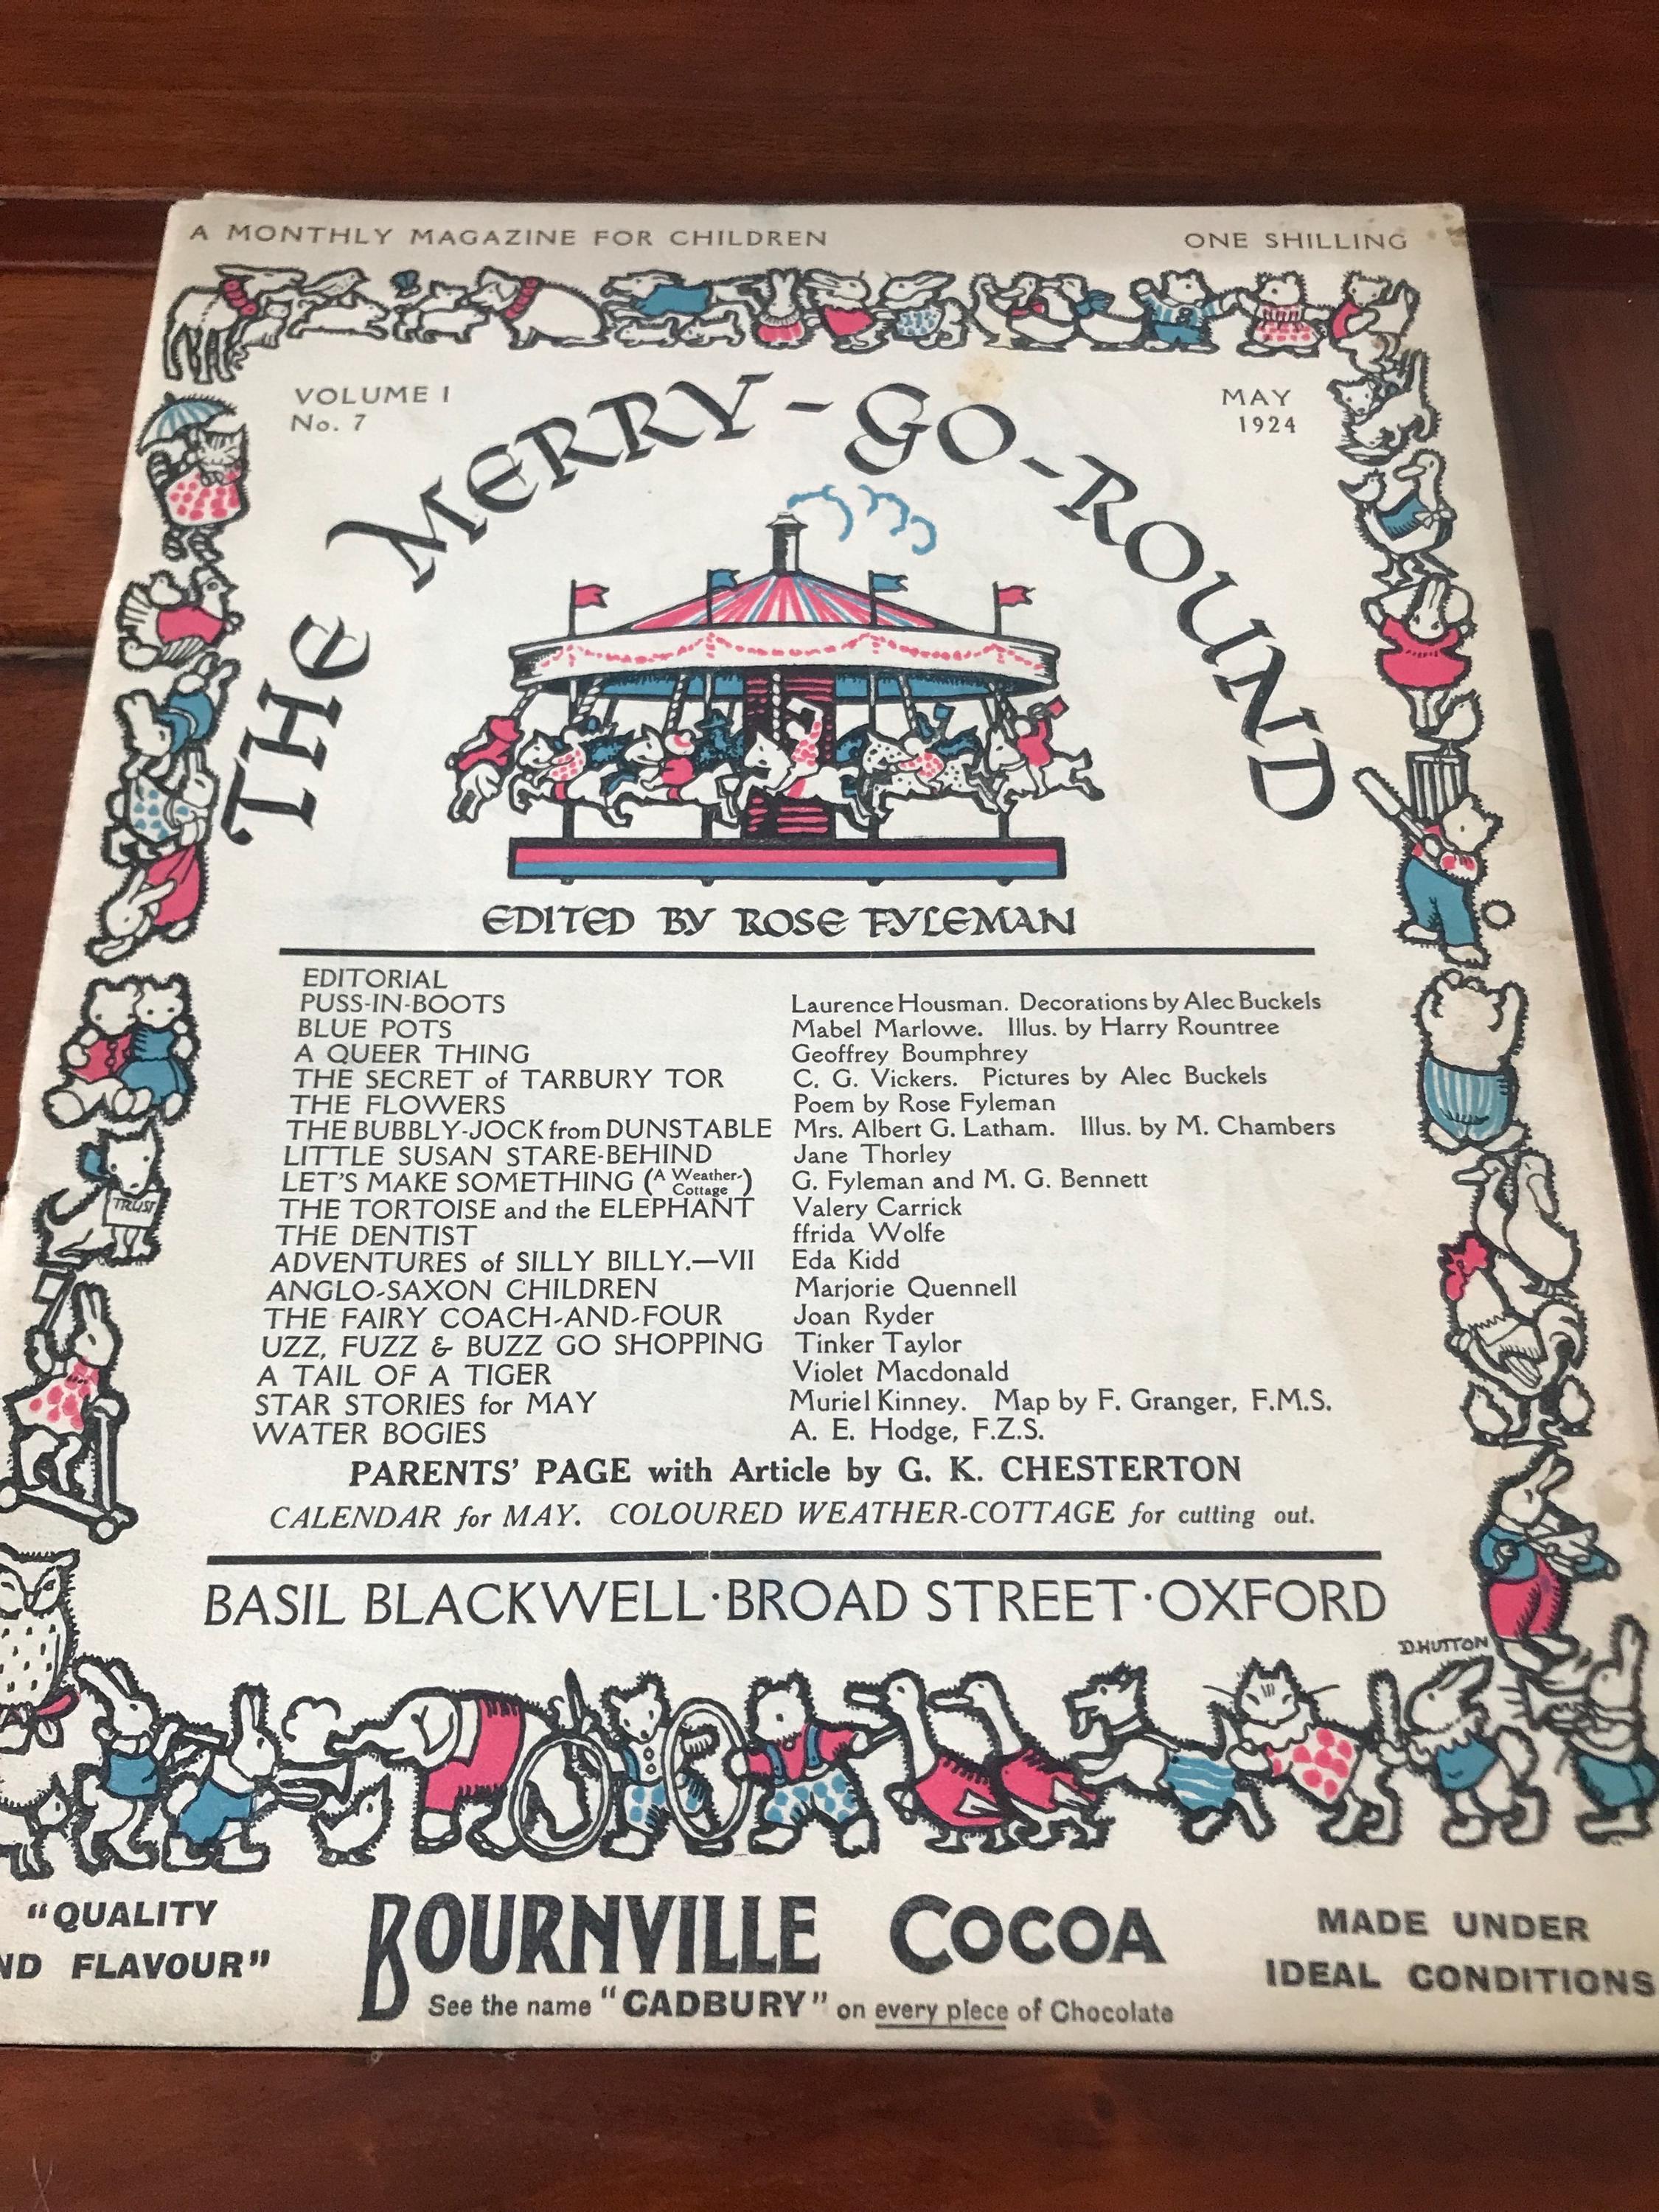 A MONTHLY MAGAZINE FOR CHILDREN ONE SHILLING
VOLUME I MAY
No. 7 1924
THE MERRY-GO-ROUND
EDITED BY ROSE FYLEMAN
EDITORIAL
PUSS-IN-BOOTS Laurence Housman. Decorations by Alec Buckels
BLUE POTS Mabel Marlowe. Illus. by Harry Rountree
A QUEER THING Geoffrey Boumphrey
THE SECRET of TARBURY TOR C. G. Vickers. Pictures by Alec Buckels
THE FLOWERS Poem by Rose Fyleman
THE BUBBLY-JOCK from DUNSTABLE Mrs. Albert G. Latham. Illus. by M. Chambers
LITTLE SUSAN STARE-BEHIND Jane Thorley
LET'S MAKE SOMETHING (A Weather-Cottage) G. Fyleman and M. G. Bennett
THE TORTOISE and the ELEPHANT Valery Carrick
THE DENTIST ffrida Wolfe
ADVENTURES of SILLY BILLY.—VII Eda Kidd
ANGLO-SAXON CHILDREN Marjorie Quennell
THE FAIRY COACH-AND-FOUR Joan Ryder
UZZ, FUZZ & BUZZ GO SHOPPING Tinker Taylor
A TAIL OF A TIGER Violet Macdonald
STAR STORIES for MAY Muriel Kinney. Map by F. Granger, F.M.S.
WATER BOGIES A. E. Hodge, F.Z.S.
PARENTS' PAGE with Article by G. K. CHESTERTON
CALENDAR for MAY. COLOURED WEATHER-COTTAGE for cutting out.
TRUST
BASIL BLACKWELL·BROAD STREET·OXFORD
D. HUTTON
"QUALITY
ND FLAVOUR"
BOURNVILLE COCOA
See the name "CADBURY" on every piece of Chocolate
MADE UNDER
IDEAL CONDITIONS